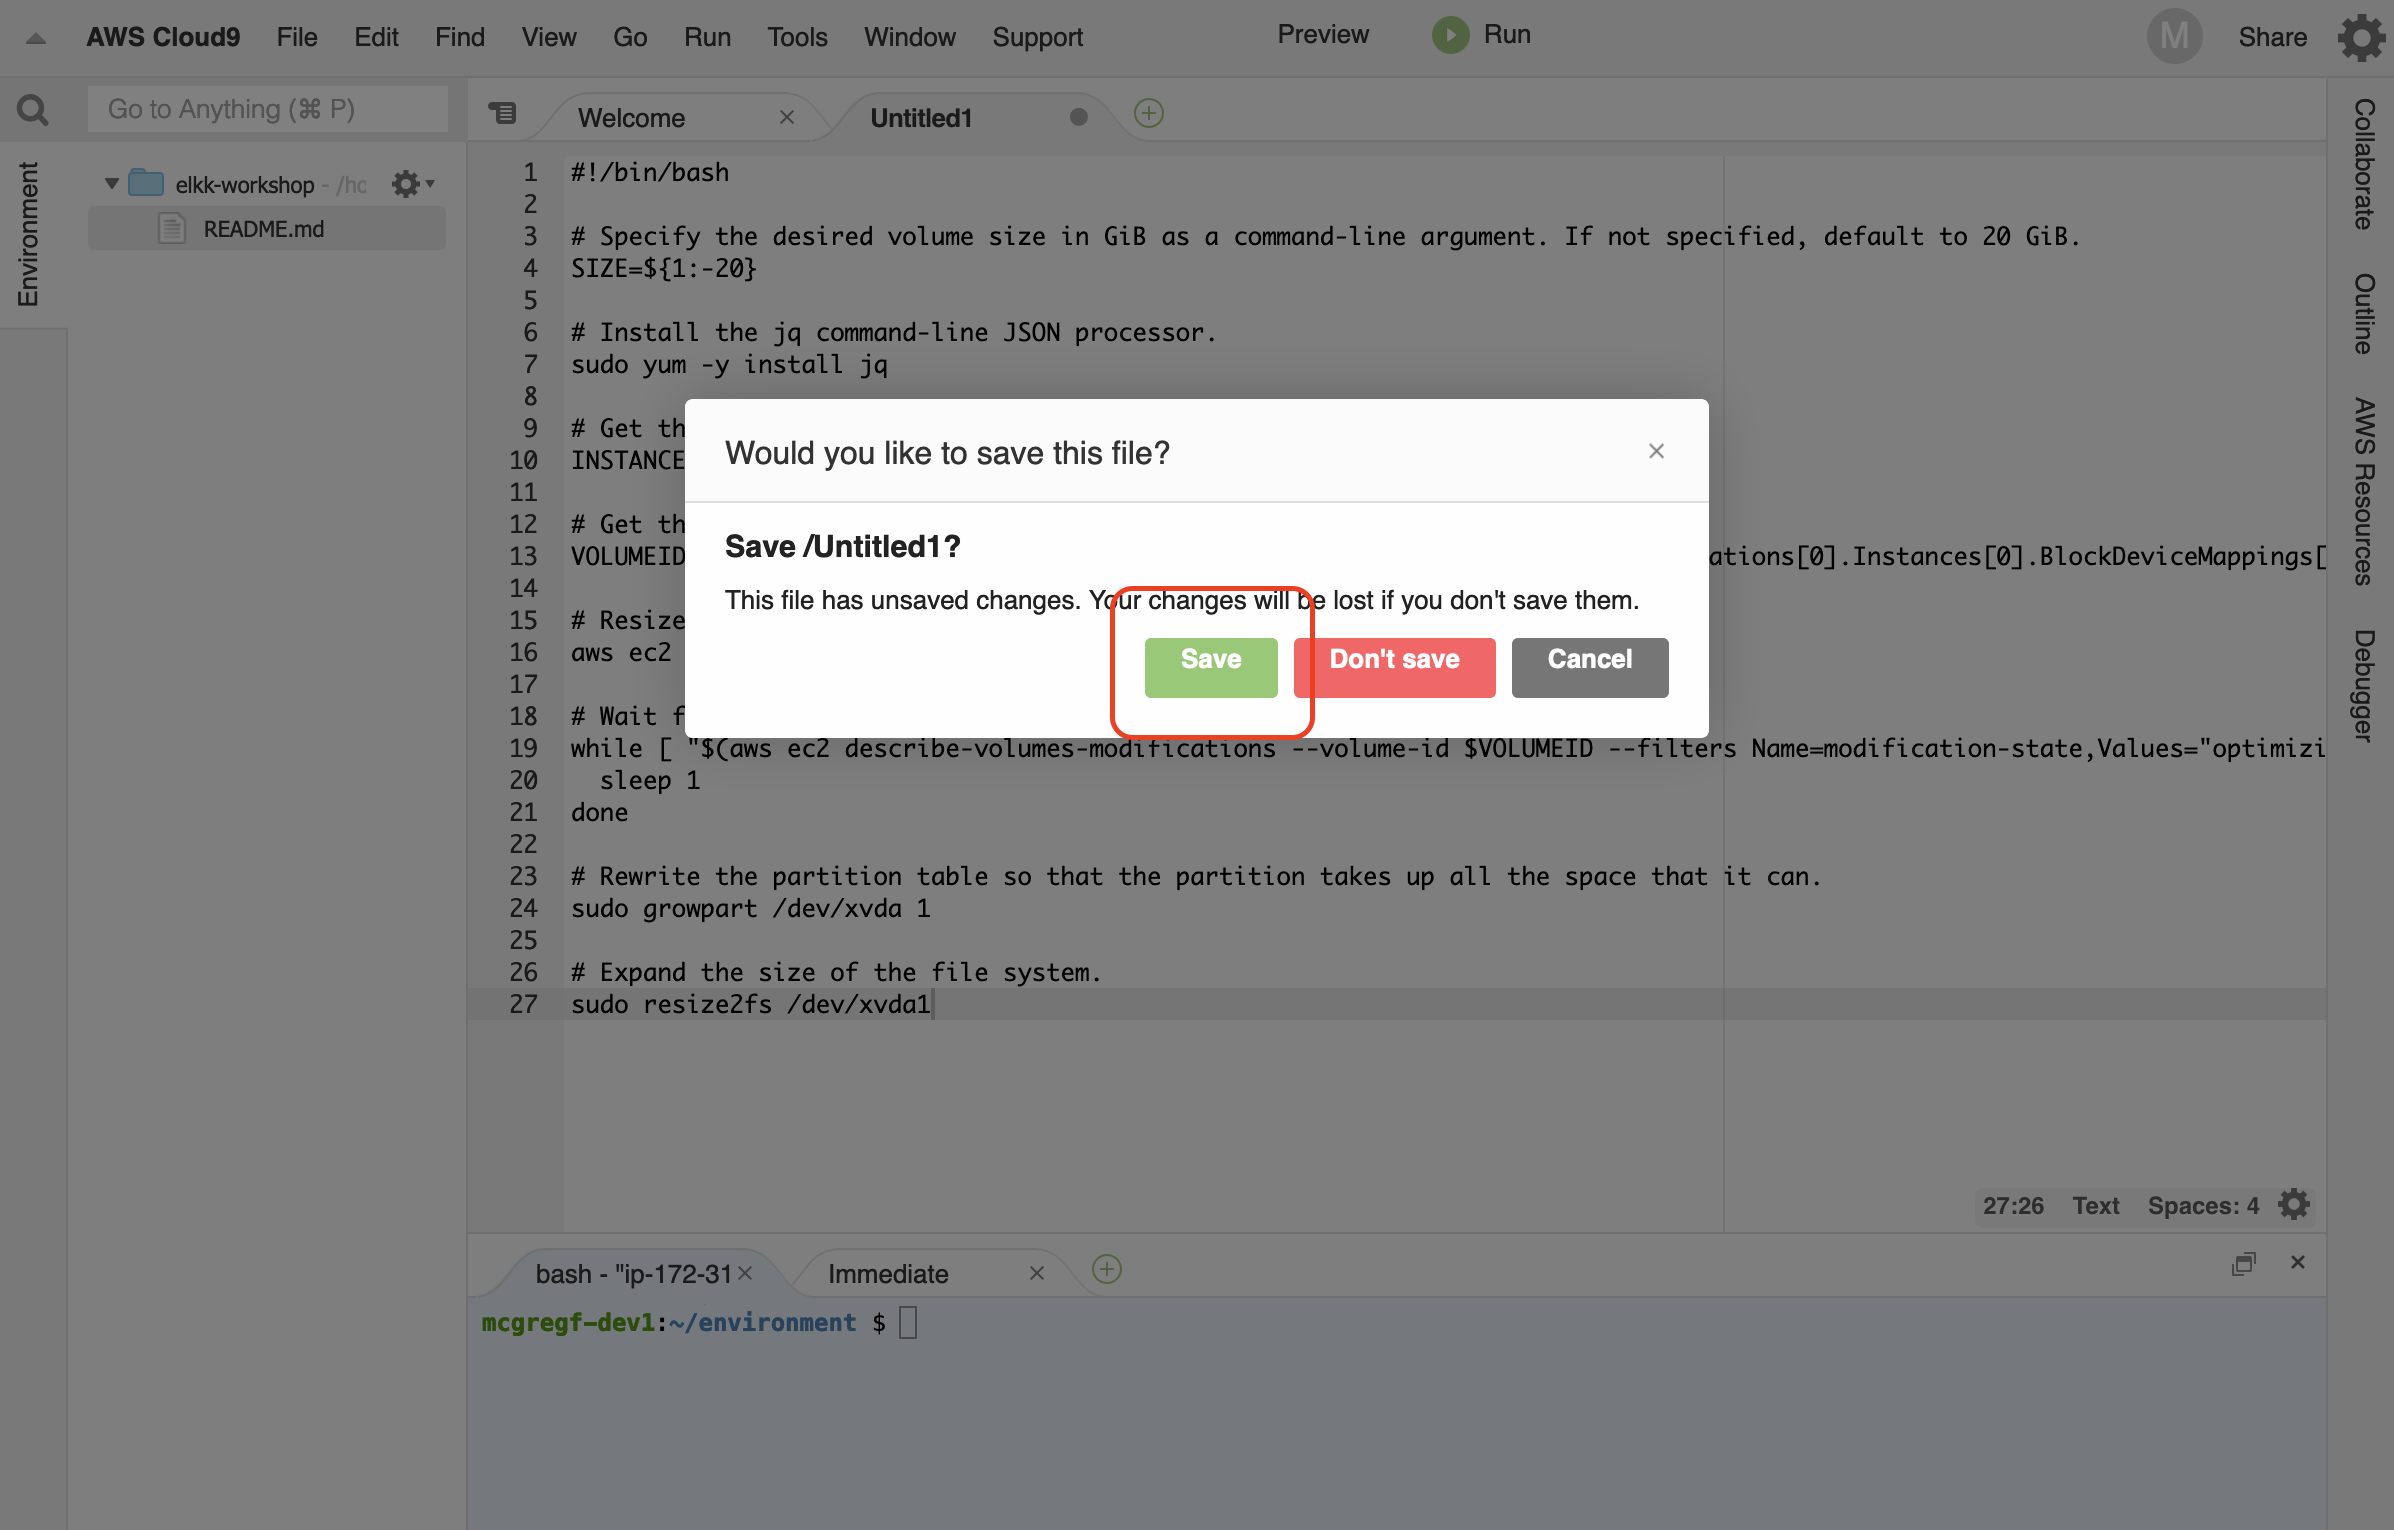 AWS Cloud9 File Edit Find View Go Run Tools Window Support Preview Run M Share
Go to Anything (⌘ P)
Welcome
Untitled1
Environment
elkk-workshop - /ho
README.md
1 #!/bin/bash
2
3 # Specify the desired volume size in GiB as a command-line argument. If not specified, default to 20 GiB.
4 SIZE=${1:-20}
5
6 # Install the jq command-line JSON processor.
7 sudo yum -y install jq
8
9 # Get th
10 INSTANCE
11
12 # Get th
13 VOLUMEID ations[0].Instances[0].BlockDeviceMappings[
14
15 # Resize
16 aws ec2
17
18 # Wait f
19 while [ "$(aws ec2 describe-volumes-modifications --volume-id $VOLUMEID --filters Name=modification-state,Values="optimizi
20 sleep 1
21 done
22
23 # Rewrite the partition table so that the partition takes up all the space that it can.
24 sudo growpart /dev/xvda 1
25
26 # Expand the size of the file system.
27 sudo resize2fs /dev/xvda1
Would you like to save this file?
Save /Untitled1?
This file has unsaved changes. Your changes will be lost if you don't save them.
Save Don't save Cancel
27:26 Text Spaces: 4
Collaborate
Outline
AWS Resources
Debugger
bash - "ip-172-31
Immediate
mcgregf-dev1:~/environment $